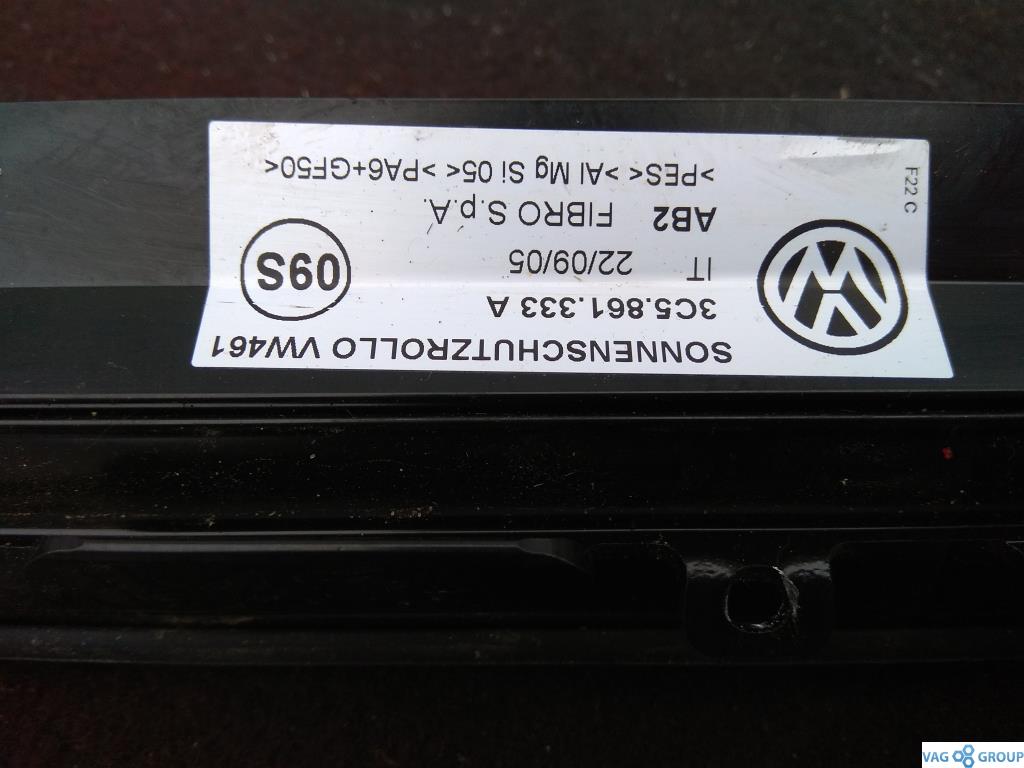 SONNENSCHUTZROLLO VW461
3C5.861.333 A
IT 22/09/05
AB2 FIBRO S.p.A.
>PES< >Al Mg Si 05< >PA6+GF50<
09S
F22 C
VAG GROUP